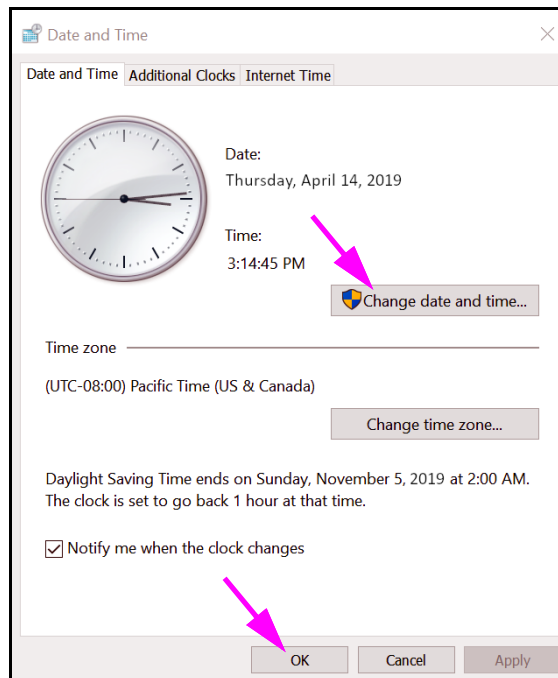 Date and Time
Date and Time Additional Clocks Internet Time
Date:
Thursday, April 14, 2019
Time:
3:14:45 PM
Change date and time...
Time zone
(UTC-08:00) Pacific Time (US & Canada)
Change time zone...
Daylight Saving Time ends on Sunday, November 5, 2019 at 2:00 AM.
The clock is set to go back 1 hour at that time.
Notify me when the clock changes
OK Cancel Apply